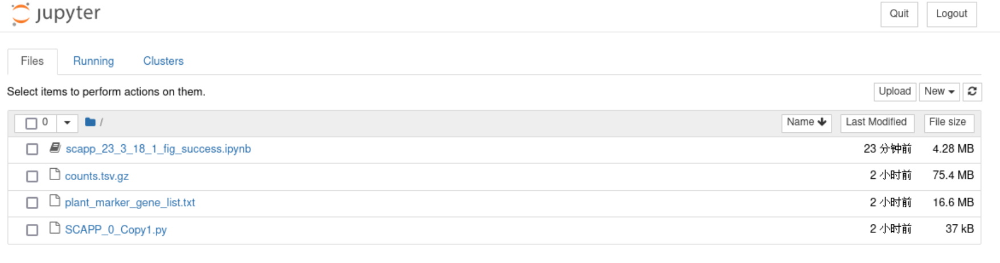 jupyter Quit Logout
Files Running Clusters
Select items to perform actions on them. Upload New
0 / Name Last Modified File size
scapp_23_3_18_1_fig_success.ipynb 23 分钟前 4.28 MB
counts.tsv.gz 2 小时前 75.4 MB
plant_marker_gene_list.txt 2 小时前 16.6 MB
SCAPP_0_Copy1.py 2 小时前 37 kB